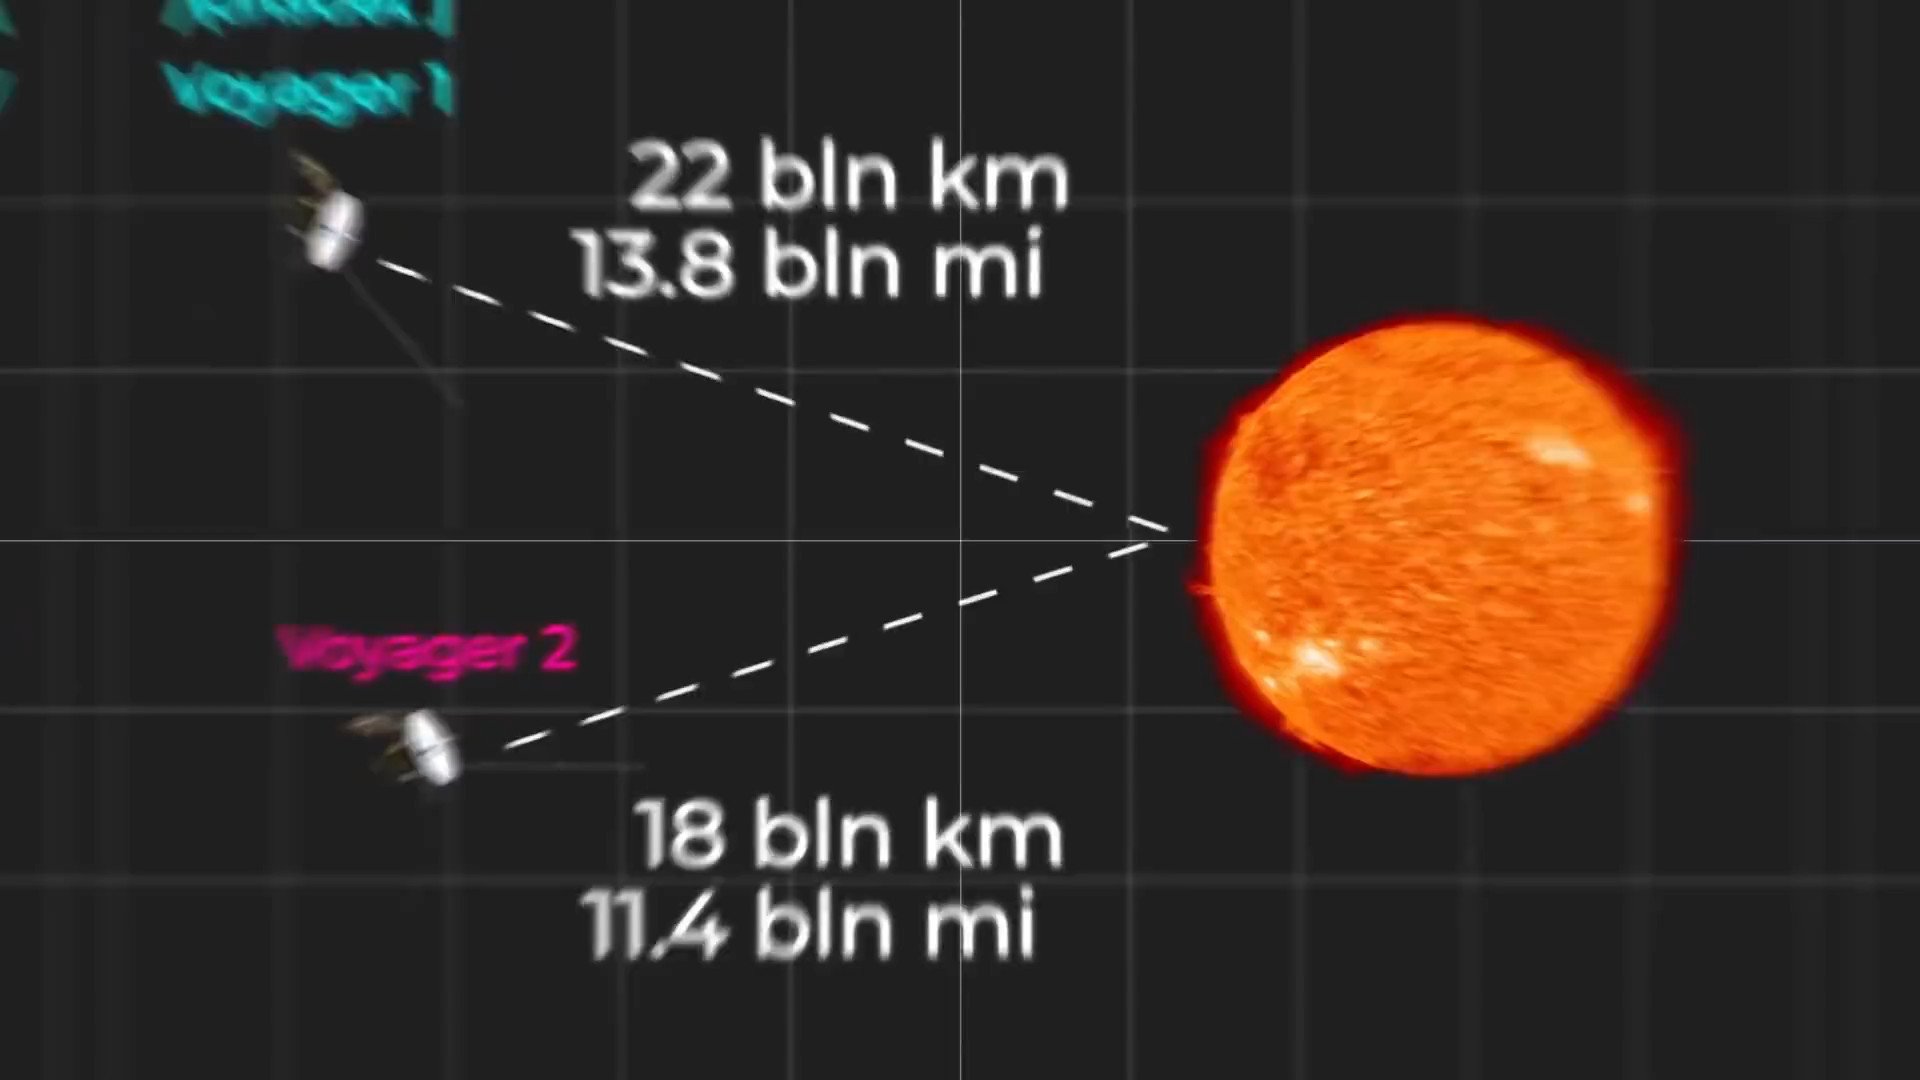 Voyager 1
22 bln km
13.8 bln mi
Voyager 2
18 bln km
11.4 bln mi